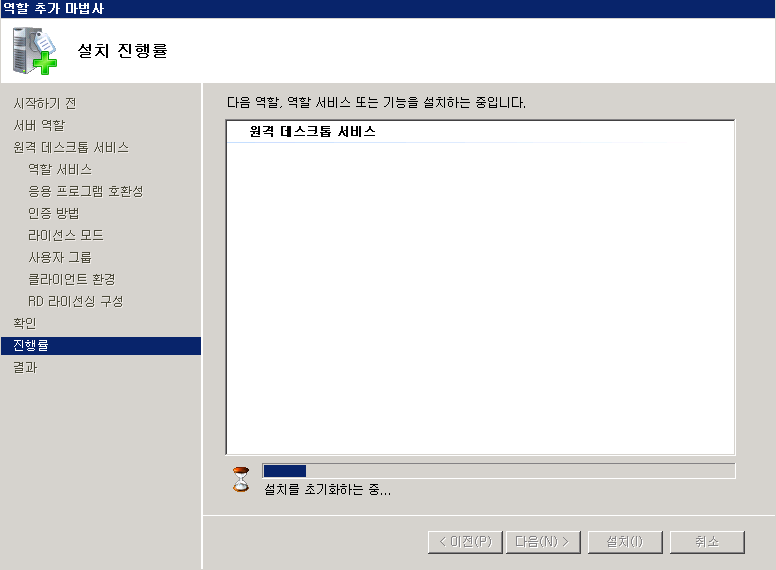 역할 추가 마법사
설치 진행률
시작하기 전
서버 역할
원격 데스크톱 서비스
역할 서비스
응용 프로그램 호환성
인증 방법
라이선스 모드
사용자 그룹
클라이언트 환경
RD 라이선싱 구성
확인
진행률
결과
다음 역할, 역할 서비스 또는 기능을 설치하는 중입니다.
원격 데스크톱 서비스
설치를 초기화하는 중...
< 이전(P) 다음(N) > 설치(I) 취소